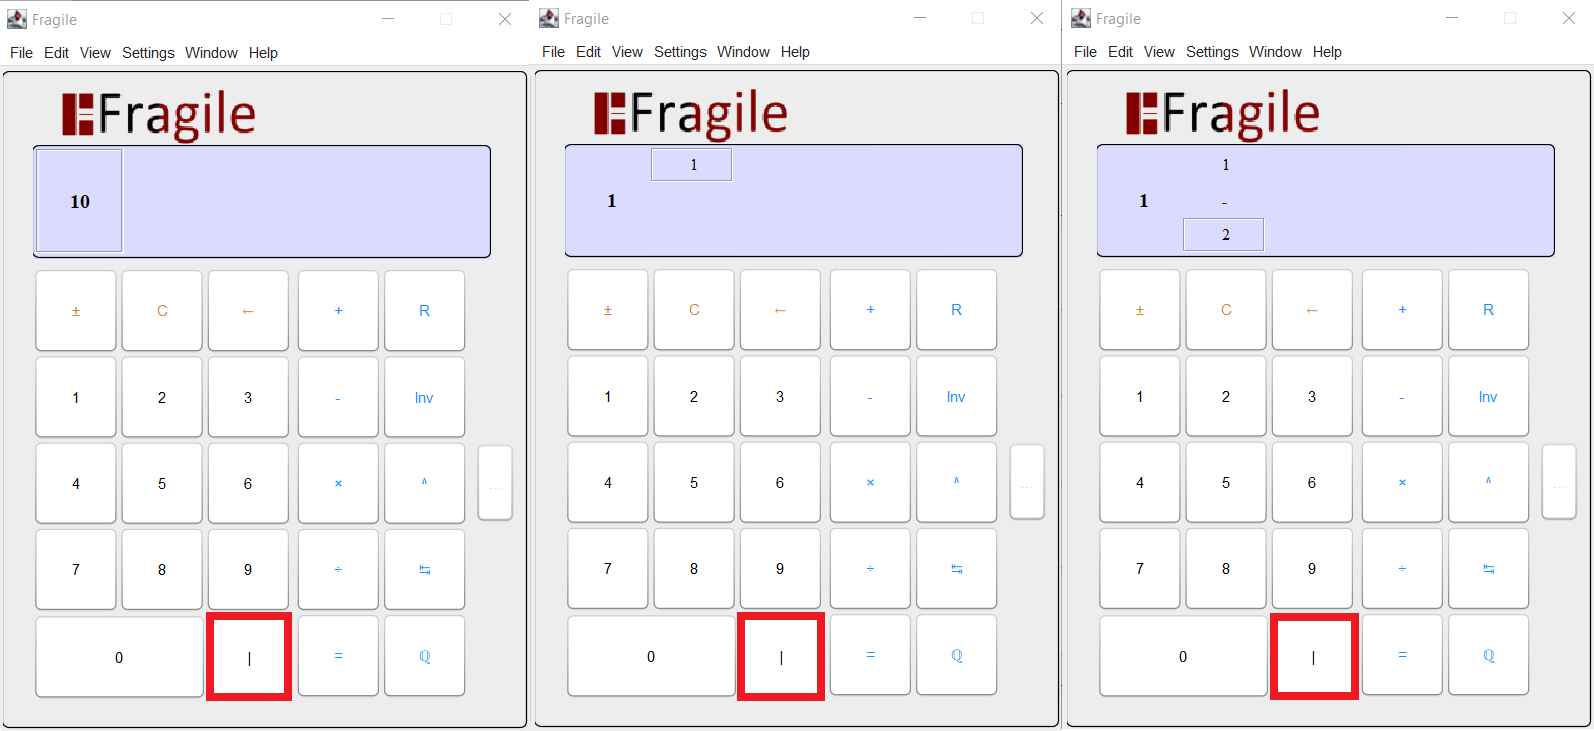 Fragile
File Edit View Settings Window Help
Fragile
10
± C ← + R
1 2 3 - Inv
4 5 6 × ^
...
7 8 9 ÷ ↹
0 | = ℚ
Fragile
File Edit View Settings Window Help
Fragile
1
1
± C ← + R
1 2 3 - Inv
4 5 6 × ^
...
7 8 9 ÷ ↹
0 | = ℚ
Fragile
File Edit View Settings Window Help
Fragile
1
1 -
2
± C ← + R
1 2 3 - Inv
4 5 6 × ^
...
7 8 9 ÷ ↹
0 | = ℚ